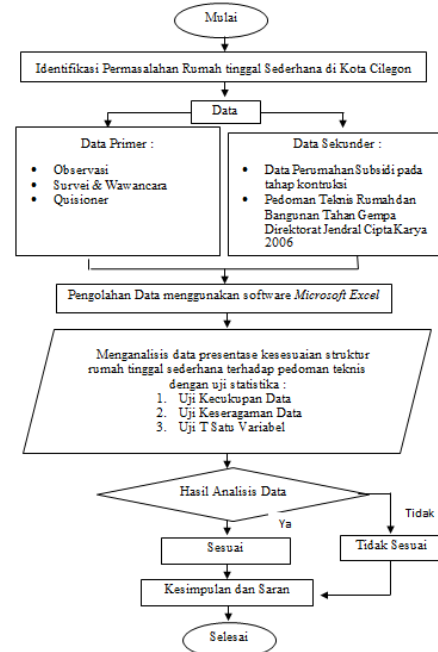 Mulai
Identifikasi Permasalahan Rumah tinggal Sederhana di Kota Cilegon
Data
Data Primer :
• Observasi
• Survei & Wawancara
• Quisioner
Data Sekunder :
• Data Perumahan Subsidi pada
tahap kontruksi
• Pedoman Teknis Rumah dan
Bangunan Tahan Gempa
Direktorat Jendral Cipta Karya
2006
Pengolahan Data menggunakan software Microsoft Excel
Menganalisis data presentase kesesuaian struktur
rumah tinggal sederhana terhadap pedoman teknis
dengan uji statistika :
1. Uji Kecukupan Data
2. Uji Keseragaman Data
3. Uji T Satu Variabel
Hasil Analisis Data
Ya
Tidak
Sesuai
Tidak Sesuai
Kesimpulan dan Saran
Selesai